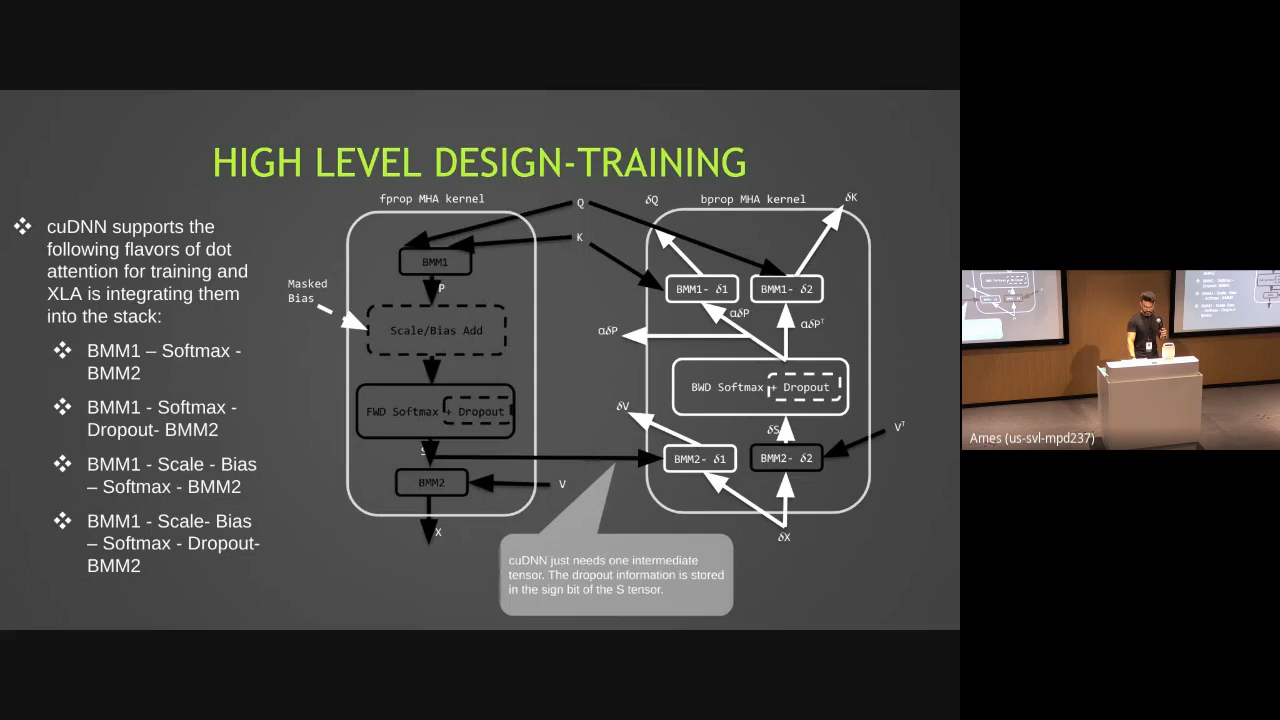 HIGH LEVEL DESIGN-TRAINING
❖ cuDNN supports the
following flavors of dot
attention for training and
XLA is integrating them
into the stack:
❖ BMM1 – Softmax -
BMM2
❖ BMM1 - Softmax -
Dropout- BMM2
❖ BMM1 - Scale - Bias
– Softmax - BMM2
❖ BMM1 - Scale- Bias
– Softmax - Dropout-
BMM2
fprop MHA kernel
Q
K
BMM1
P
Masked
Bias
Scale/Bias Add
FWD Softmax + Dropout
S
BMM2
V
X
δQ
bprop MHA kernel
δK
BMM1- δ1
BMM1- δ2
αδP
αδPᵀ
αδP
BWD Softmax + Dropout
δV
δS
Vᵀ
BMM2- δ1
BMM2- δ2
δX
cuDNN just needs one intermediate
tensor. The dropout information is stored
in the sign bit of the S tensor.
Ames (us-svl-mpd237)